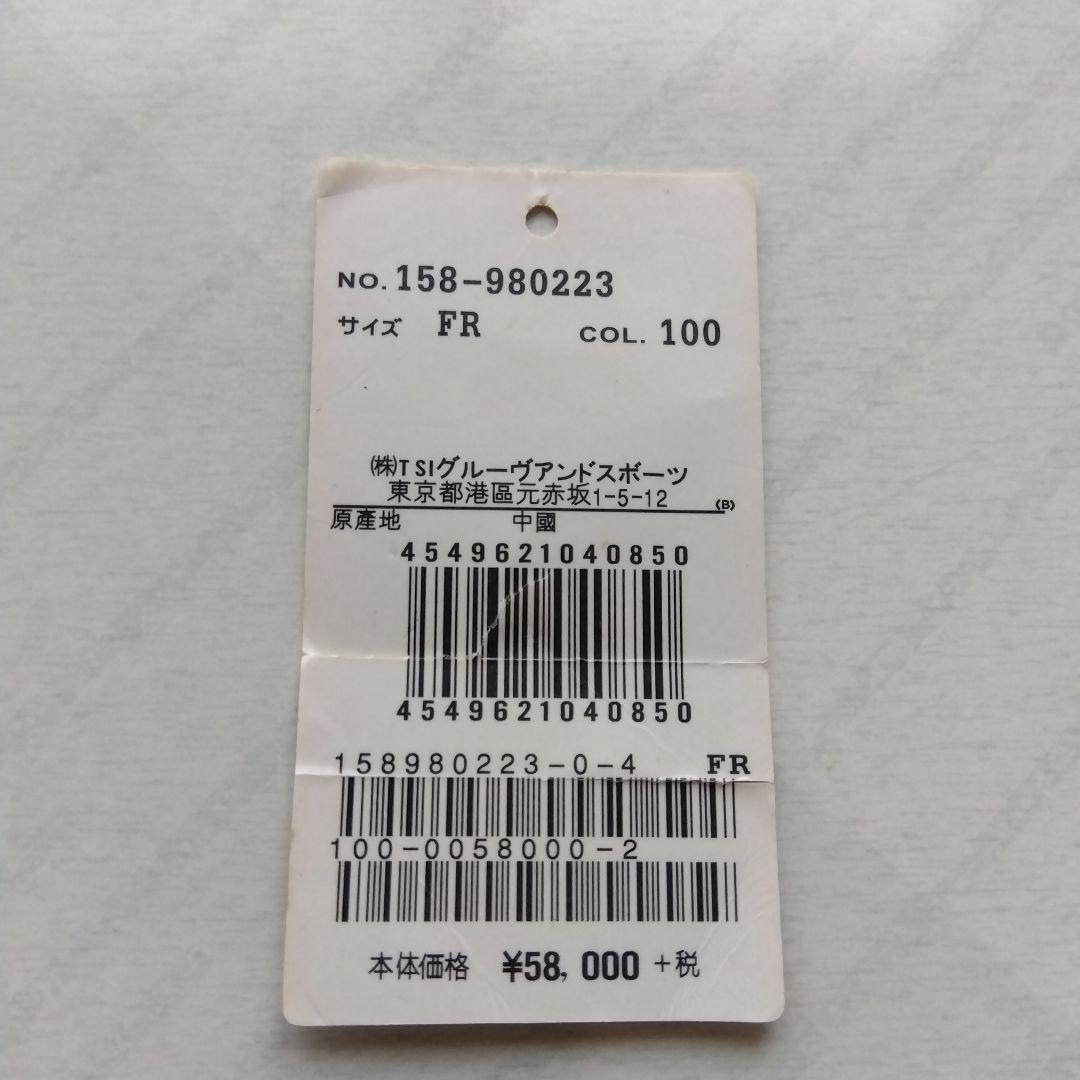 NO. 158-980223
サイズ FR COL. 100
㈱TSIグルーヴアンドスポーツ
東京都港區元赤坂1-5-12 (B)
原產地 中國
4549621040850
4549621040850
158980223-0-4 FR
100-0058000-2
本体価格 ¥58,000 +税